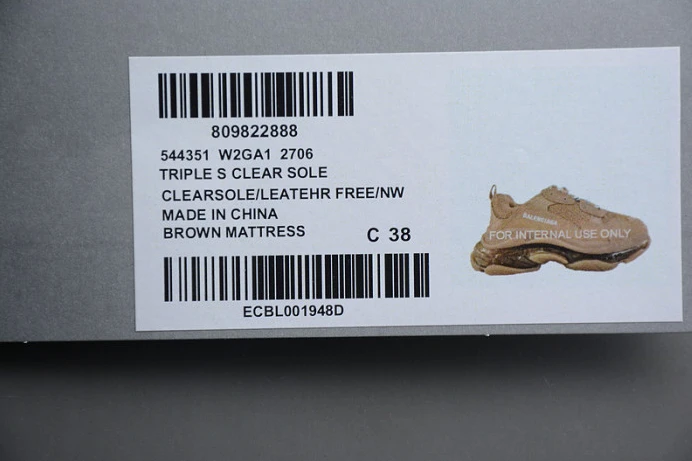 809822888
544351 W2GA1 2706
TRIPLE S CLEAR SOLE
CLEARSOLE/LEATEHR FREE/NW
MADE IN CHINA
BROWN MATTRESS
C 38
ECBL001948D
BALENCIAGA
FOR INTERNAL USE ONLY